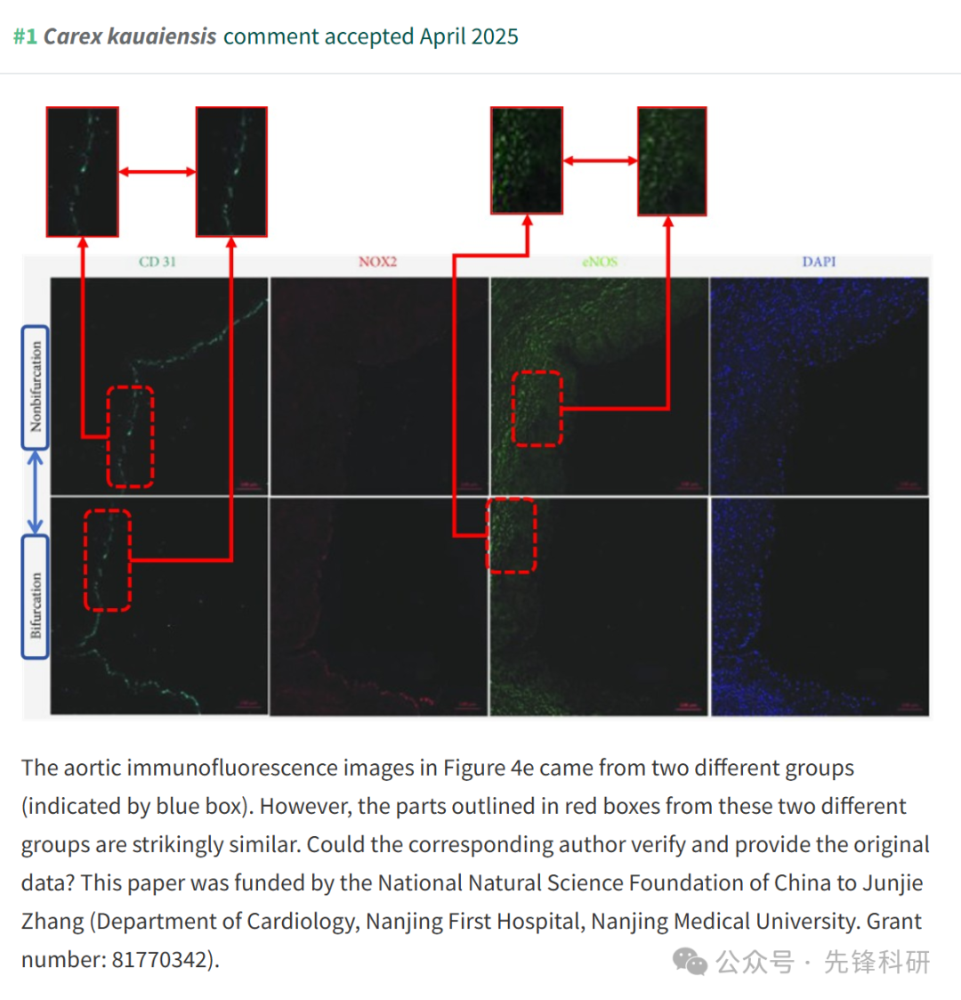 #1 Carex kauaiensis comment accepted April 2025
CD 31
NOX2
eNOS
DAPI
Nonbifurcation
Bifurcation
The aortic immunofluorescence images in Figure 4e came from two different groups
(indicated by blue box). However, the parts outlined in red boxes from these two different
groups are strikingly similar. Could the corresponding author verify and provide the original
data? This paper was funded by the National Natural Science Foundation of China to Junjie
Zhang (Department of Cardiology, Nanjing First Hospital, Nanjing Medical University. Grant
number: 81770342).
公众号 · 先锋科研